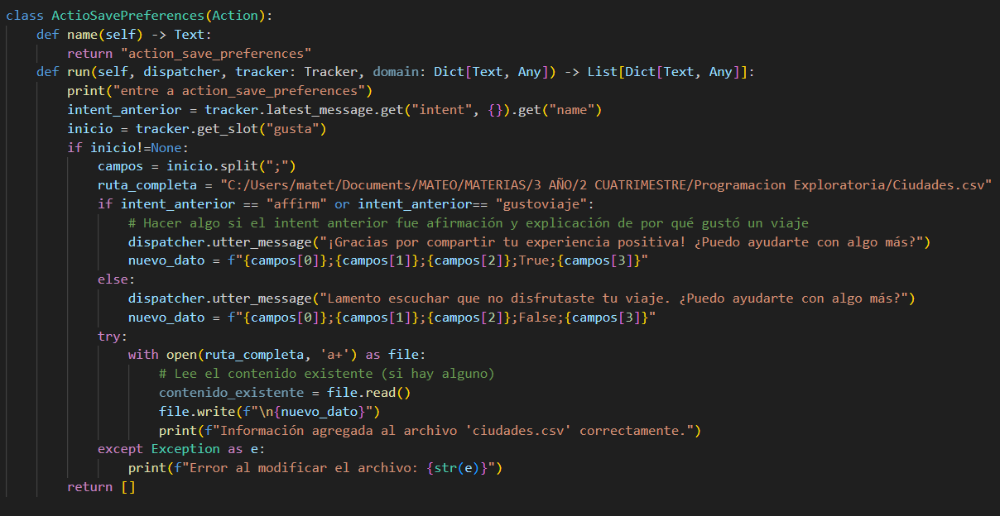 class ActioSavePreferences(Action):
    def name(self) -> Text:
        return "action_save_preferences"
    def run(self, dispatcher, tracker: Tracker, domain: Dict[Text, Any]) -> List[Dict[Text, Any]]:
        print("entre a action_save_preferences")
        intent_anterior = tracker.latest_message.get("intent", {}).get("name")
        inicio = tracker.get_slot("gusta")
        if inicio!=None:
            campos = inicio.split(";")
            ruta_completa = "C:/Users/matet/Documents/MATEO/MATERIAS/3 AÑO/2 CUATRIMESTRE/Programacion Exploratoria/Ciudades.csv"
            if intent_anterior == "affirm" or intent_anterior== "gustoviaje":
                # Hacer algo si el intent anterior fue afirmación y explicación de por qué gustó un viaje
                dispatcher.utter_message("¡Gracias por compartir tu experiencia positiva! ¿Puedo ayudarte con algo más?")
                nuevo_dato = f"{campos[0]};{campos[1]};{campos[2]};True;{campos[3]}"
            else:
                dispatcher.utter_message("Lamento escuchar que no disfrutaste tu viaje. ¿Puedo ayudarte con algo más?")
                nuevo_dato = f"{campos[0]};{campos[1]};{campos[2]};False;{campos[3]}"
            try:
                with open(ruta_completa, 'a+') as file:
                    # Lee el contenido existente (si hay alguno)
                    contenido_existente = file.read()
                    file.write(f"\n{nuevo_dato}")
                    print(f"Información agregada al archivo 'ciudades.csv' correctamente.")
            except Exception as e:
                print(f"Error al modificar el archivo: {str(e)}")
        return []